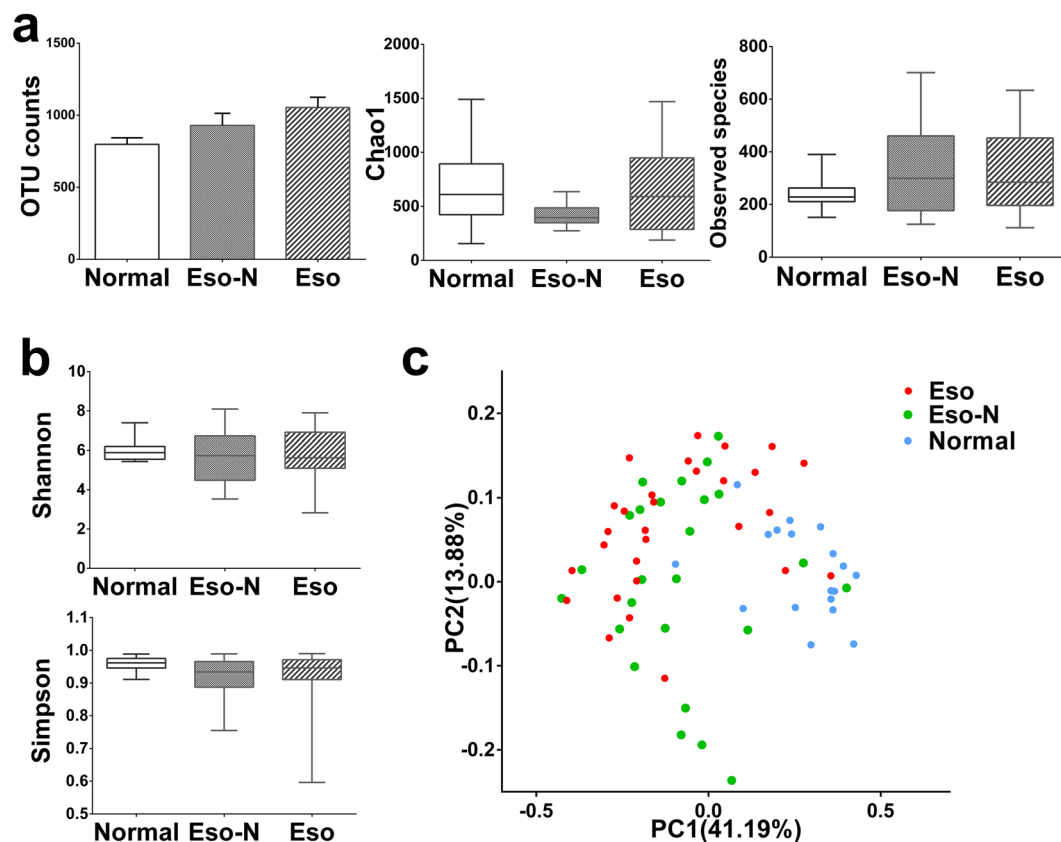 a
OTU counts
1500
1000
500
0
Normal Eso-N Eso
Chao1
2000
1500
1000
500
0
Normal Eso-N Eso
Observed species
800
600
400
200
0
Normal Eso-N Eso
b
Shannon
10
8
6
4
2
0
Normal Eso-N Eso
Simpson
1.1
1.0
0.9
0.8
0.7
0.6
0.5
Normal Eso-N Eso
c
Eso
Eso-N
Normal
PC2(13.88%)
0.2
0.1
0.0
-0.1
-0.2
-0.5 0.0 0.5
PC1(41.19%)